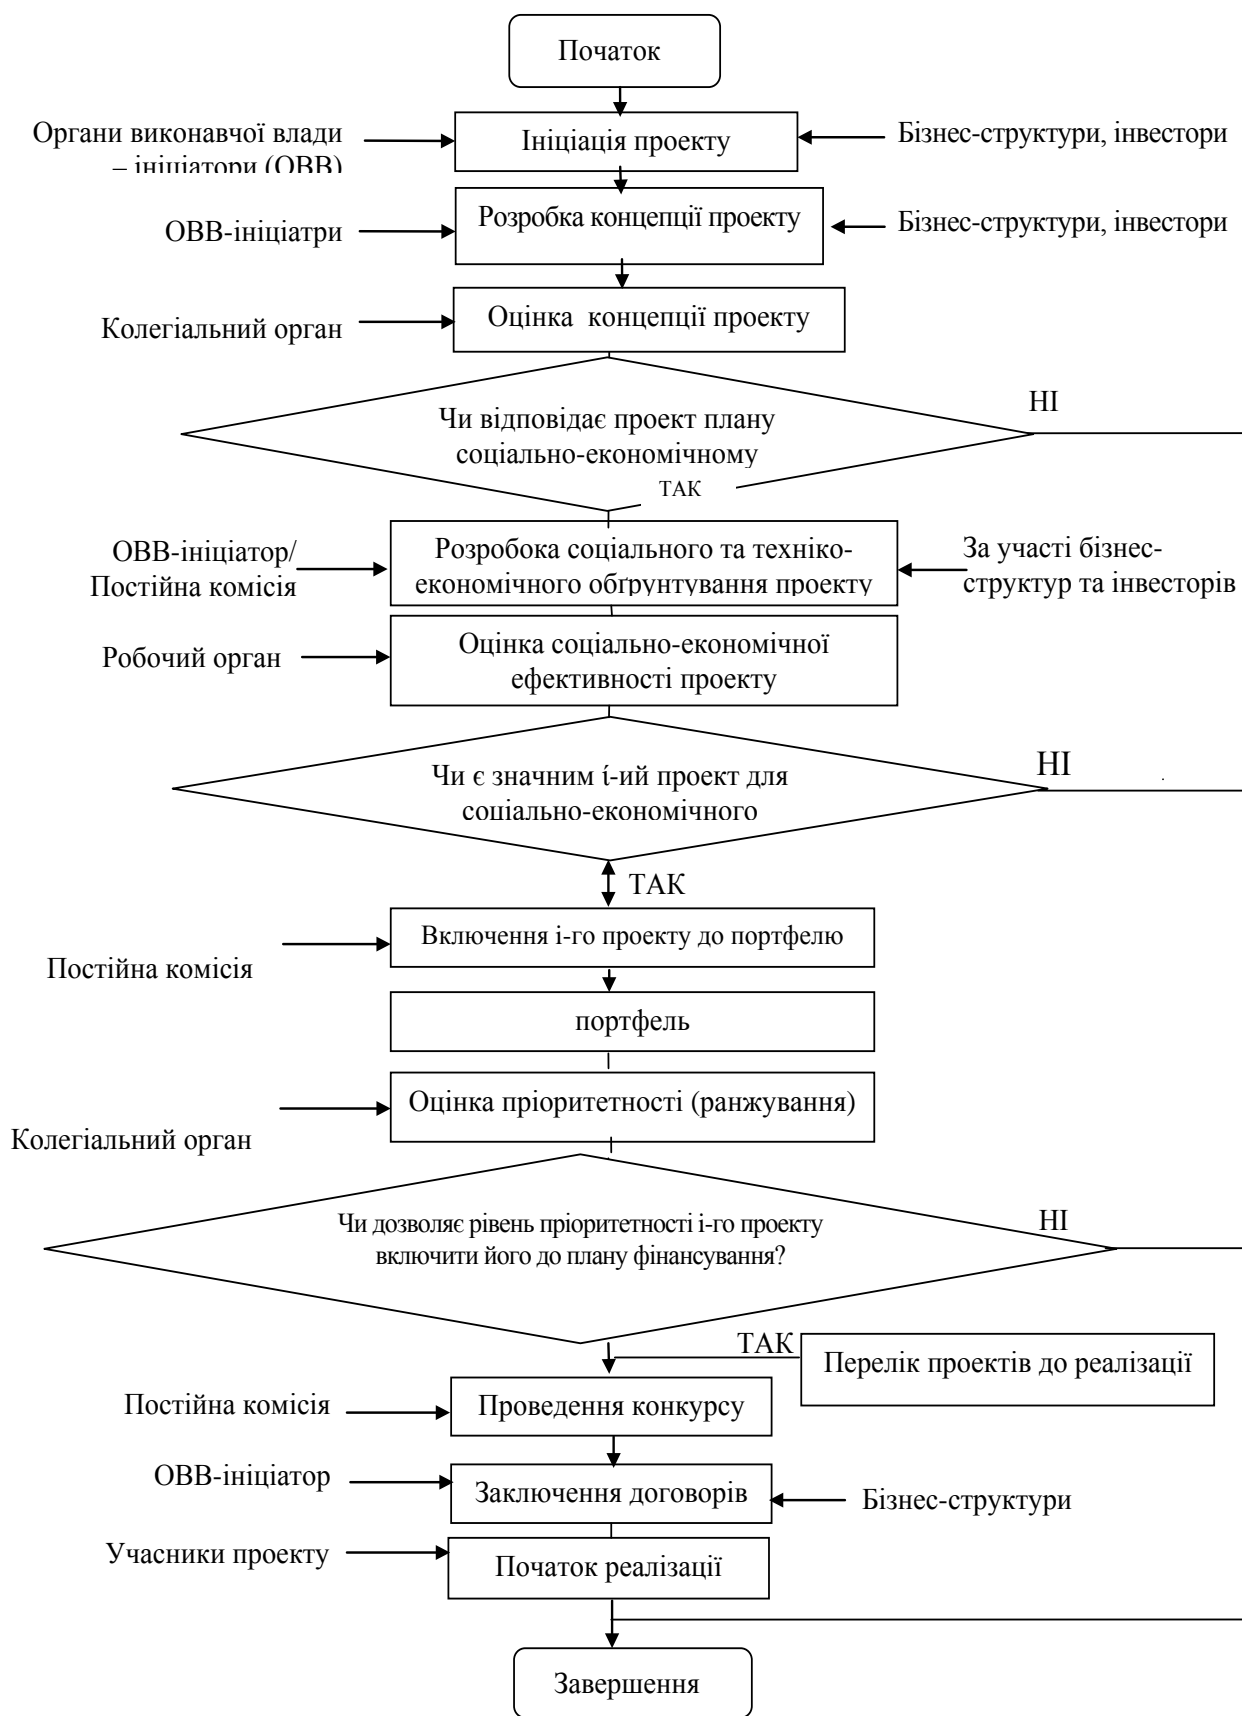 Початок
Органи виконавчої влади
– ініціатори (ОВВ)
Ініціація проекту
Бізнес-структури, інвестори
ОВВ-ініціатри
Розробка концепції проекту
Бізнес-структури, інвестори
Колегіальний орган
Оцінка концепції проекту
Чи відповідає проект плану
соціально-економічному
НІ
ТАК
ОВВ-ініціатор/
Постійна комісія
Розробока соціального та техніко-
економічного обґрунтування проекту
За участі бізнес-
структур та інвесторів
Робочий орган
Оцінка соціально-економічної
ефективності проекту
Чи є значним í-ий проект для
соціально-економічного
НІ
ТАК
Включення і-го проекту до портфелю
Постійна комісія
портфель
Оцінка пріоритетності (ранжування)
Колегіальний орган
Чи дозволяє рівень пріоритетності і-го проекту
включити його до плану фінансування?
НІ
ТАК
Перелік проектів до реалізації
Постійна комісія
Проведення конкурсу
ОВВ-ініціатор
Заключення договорів
Бізнес-структури
Учасники проекту
Початок реалізації
Завершення